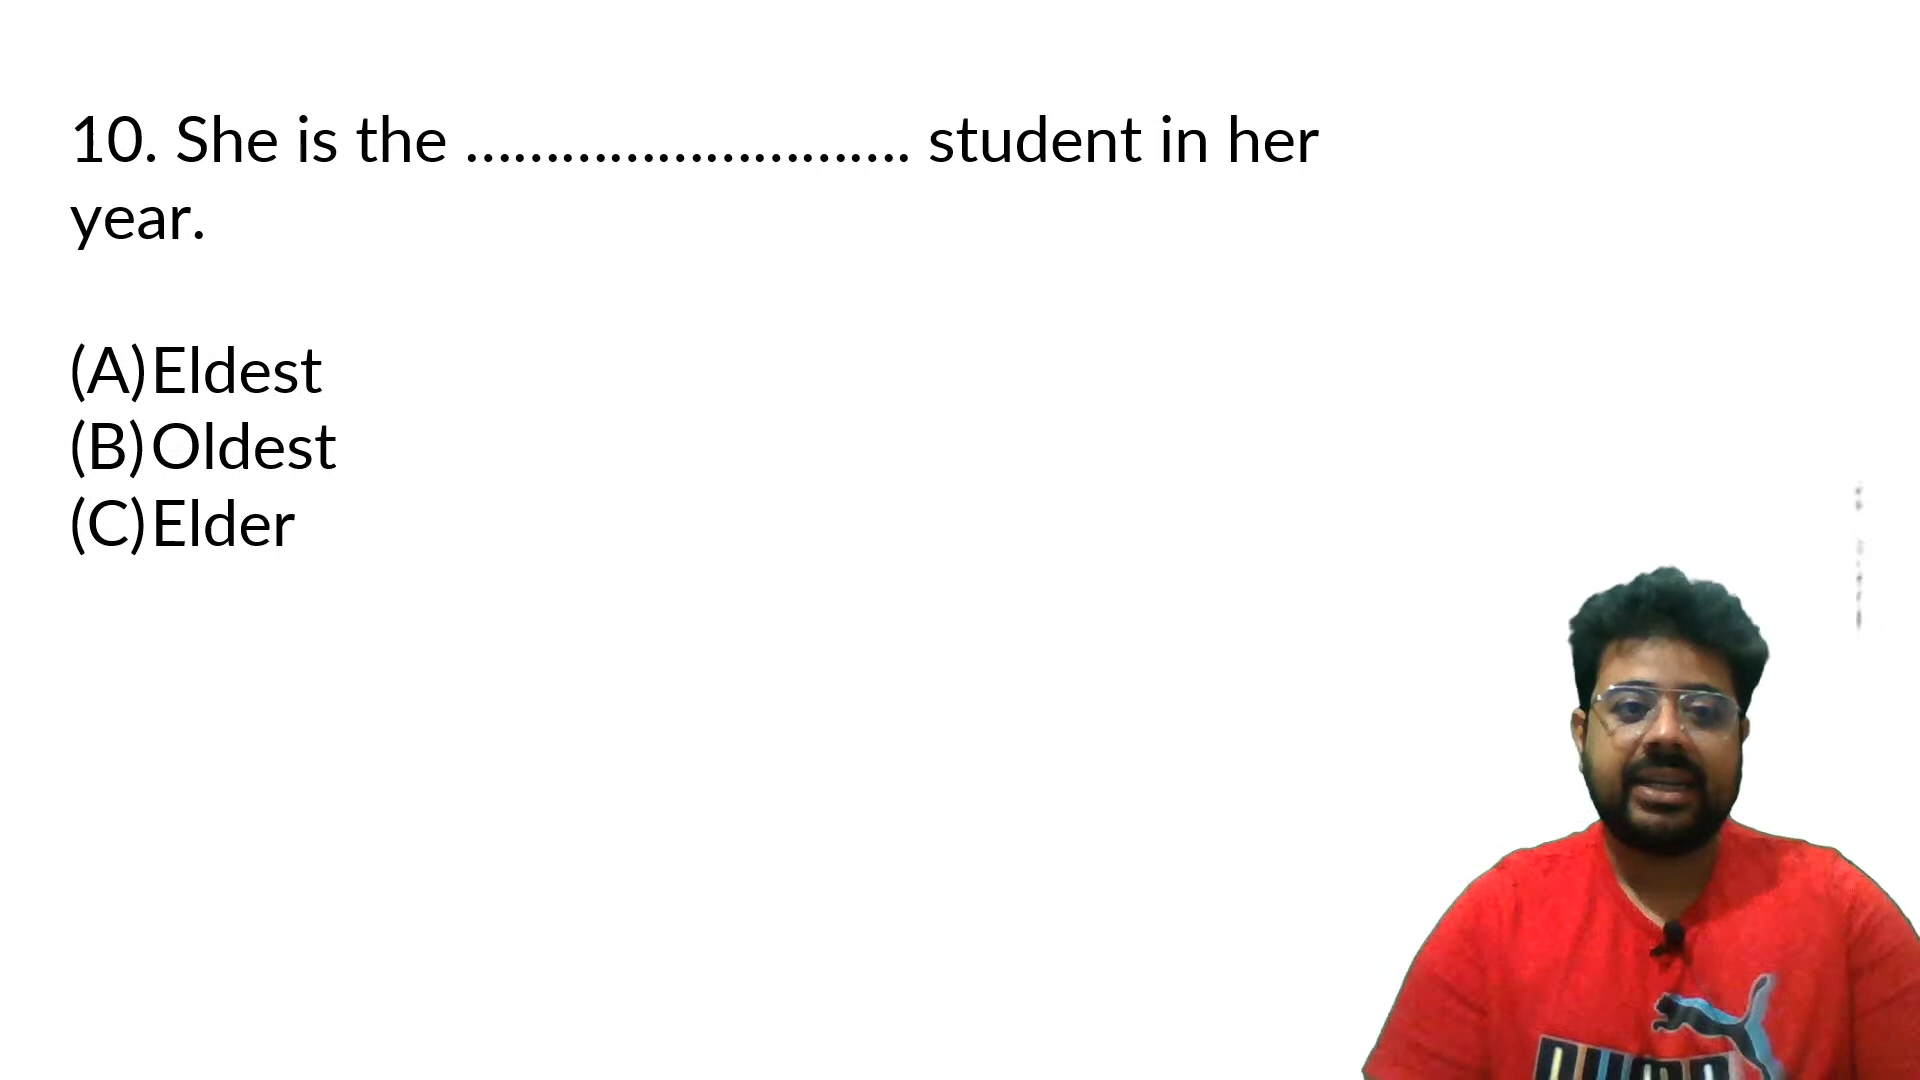 10. She is the ............................ student in her
year.
(A)Eldest
(B)Oldest
(C)Elder